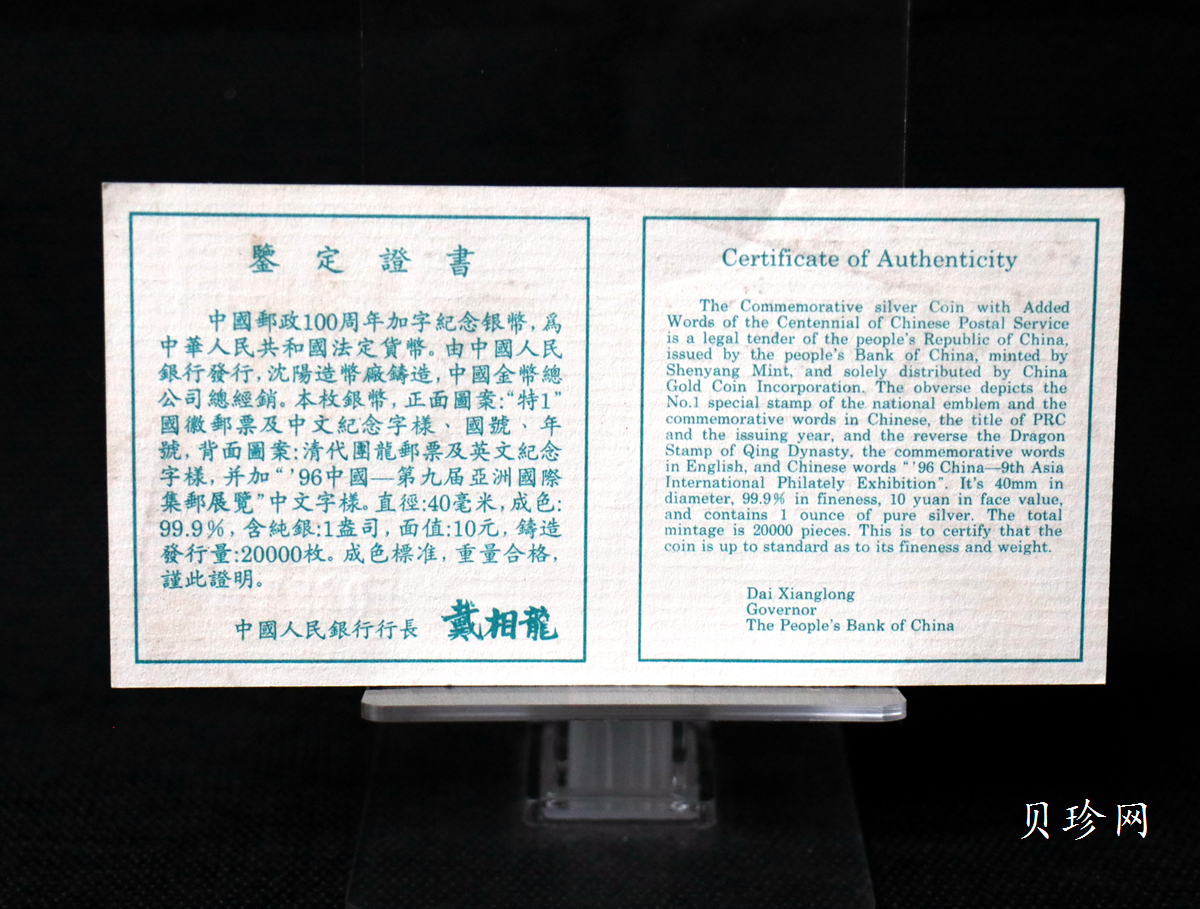 鑒定證書
中國郵政100周年加字紀念银幣，爲
中華人民共和國法定貨幣。由中國人民
銀行發行，沈陽造幣廠鑄造，中國金幣總
公司總經銷。本枚銀幣，正面圖案：“特1”
國徽郵票及中文紀念字樣、國號、年
號，背面圖案：清代團龍郵票及英文紀念
字樣，并加“’96中國—第九届亞洲國際
集郵展覽”中文字樣。直徑：40毫米，成色：
99.9%，含純銀：1盎司，面值：10元，鑄造
發行量：20000枚。成色標准，重量合格，
謹此證明。
中國人民銀行行長 戴相龍
Certificate of Authenticity
The Commemorative silver Coin with Added
Words of the Centennial of Chinese Postal Service
is a legal tender of the people's Republic of China,
issued by the people's Bank of China, minted by
Shenyang Mint, and solely distributed by China
Gold Coin Incorporation. The obverse depicts the
No.1 special stamp of the national emblem and the
commemorative words in Chinese, the title of PRC
and the issuing year, and the reverse the Dragon
Stamp of Qing Dynasty, the commemorative words
in English, and Chinese words “ '96 China—9th Asia
International Philately Exhibition”. It's 40mm in
diameter, 99.9% in fineness, 10 yuan in face value,
and contains 1 ounce of pure silver. The total
mintage is 20000 pieces. This is to certify that the
coin is up to standard as to its fineness and weight.
Dai Xianglong
Governor
The People's Bank of China
贝珍网